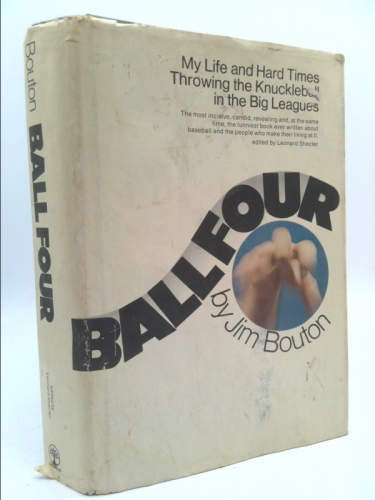 My Life and Hard Times
Throwing the Knuckleball
in the Big Leagues
The most incisive, candid, revealing and, at the same
time, the funniest book ever written about
baseball and the people who make their living at it.
edited by Leonard Shecter
BALL FOUR
by Jim Bouton
Bouton
BALL FOUR